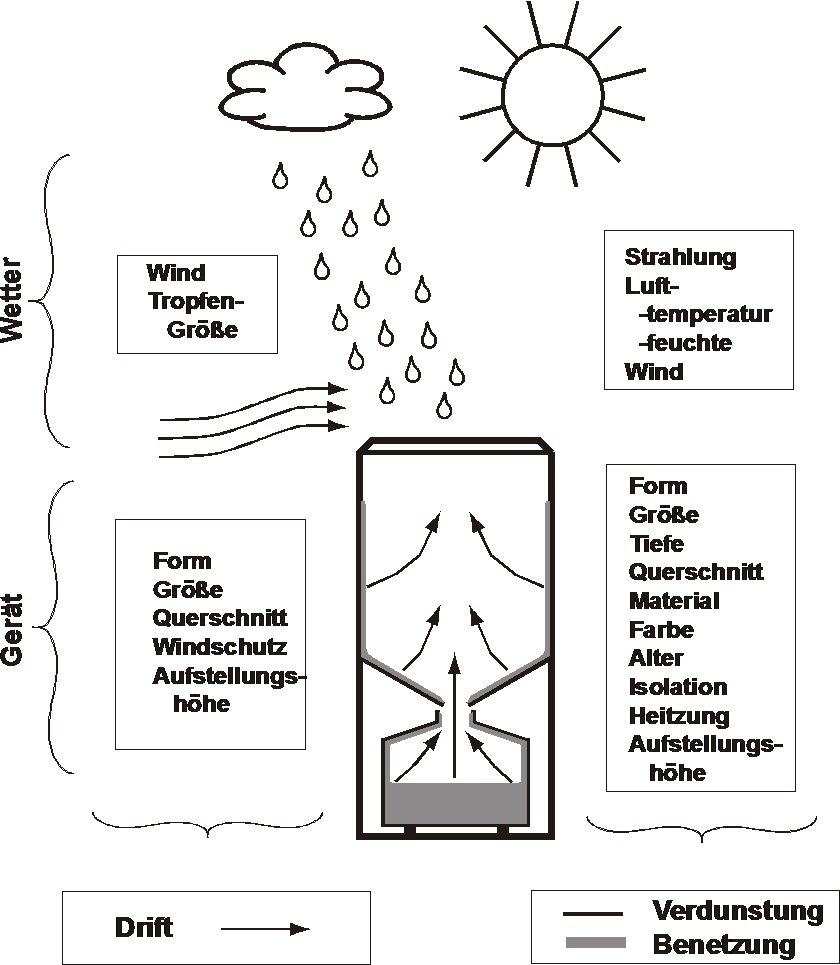 Wetter
Wind
Tropfen-
Größe
Strahlung
Luft-
-temperatur
-feuchte
Wind
Gerät
Form
Größe
Querschnitt
Windschutz
Aufstellungs-
höhe
Form
Größe
Tiefe
Querschnitt
Material
Farbe
Alter
Isolation
Heitzung
Aufstellungs-
höhe
Drift
Verdunstung
Benetzung